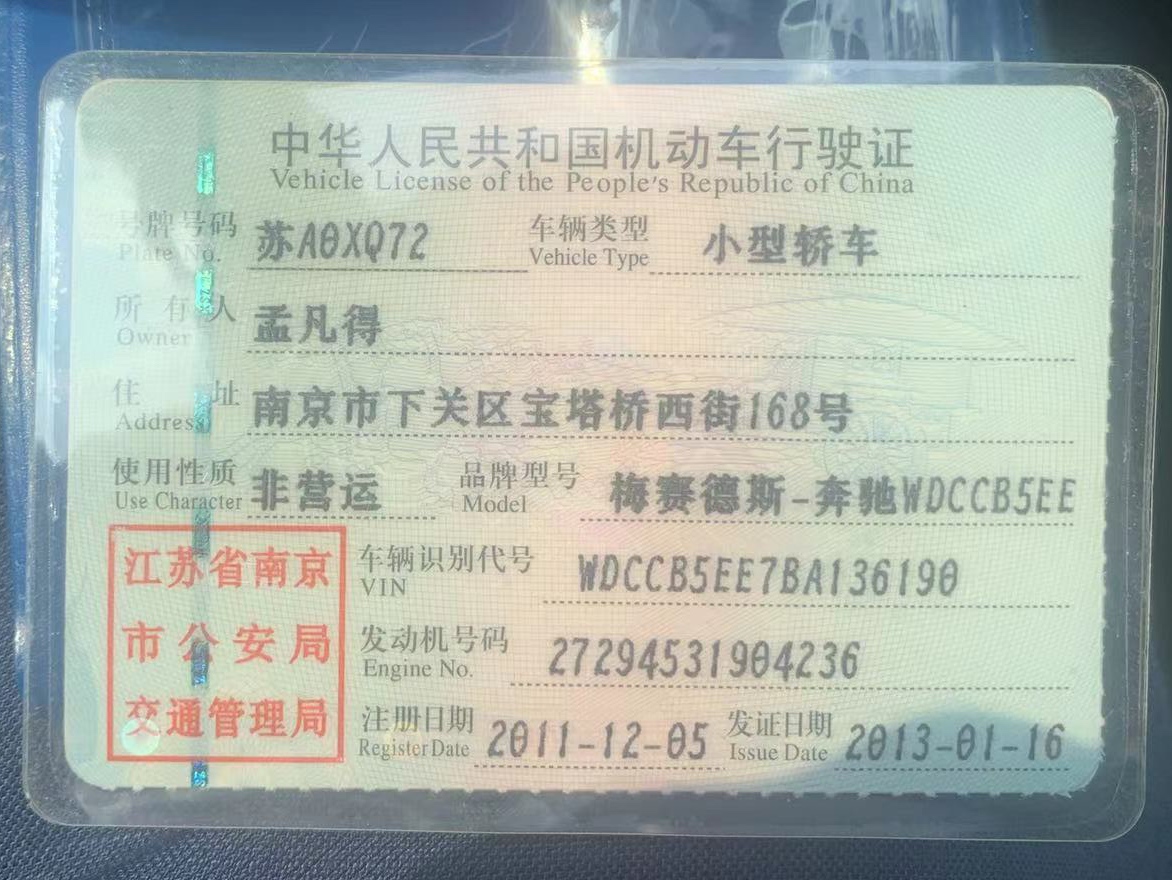 中华人民共和国机动车行驶证
Vehicle License of the People's Republic of China
号牌号码 苏A0XQ72 车辆类型 小型轿车
Plate No. Vehicle Type
所有人 孟凡得
Owner
住址 南京市下关区宝塔桥西街168号
Address
使用性质 非营运 品牌型号 梅赛德斯-奔驰WDCCB5EE
Use Character Model
江苏省南京
市公安局
交通管理局
车辆识别代号 WDCCB5EE7BA136190
VIN
发动机号码 27294531904236
Engine No.
注册日期 2011-12-05 发证日期 2013-01-16
Register Date Issue Date